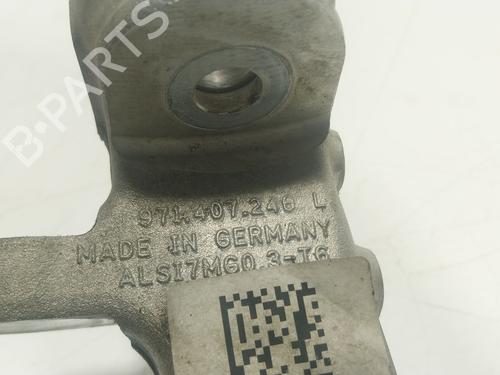 B-PARTS
971.407.246 L
MADE IN GERMANY
ALSI7MG0.3-T6